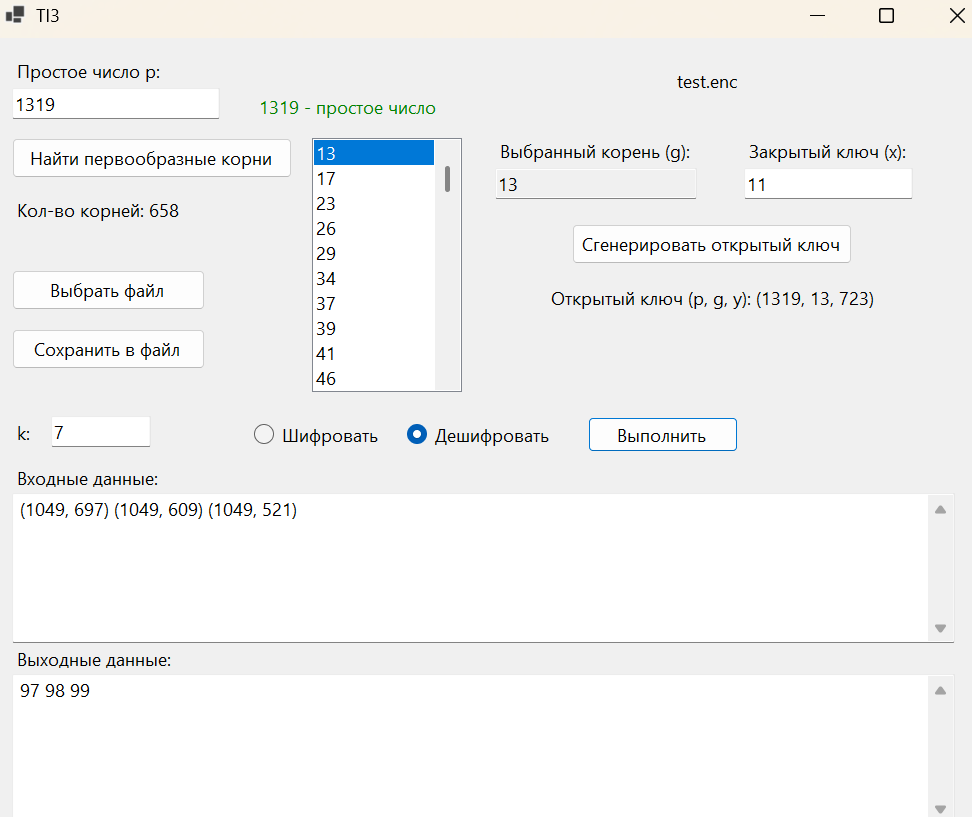 TI3
Простое число p:
test.enc
1319
1319 - простое число
Найти первообразные корни
Кол-во корней: 658
13
17
23
26
29
34
37
39
41
46
Выбранный корень (g):
Закрытый ключ (x):
13
11
Сгенерировать открытый ключ
Открытый ключ (p, g, y): (1319, 13, 723)
Выбрать файл
Сохранить в файл
k:
7
Шифровать
Дешифровать
Выполнить
Входные данные:
(1049, 697) (1049, 609) (1049, 521)
Выходные данные:
97 98 99